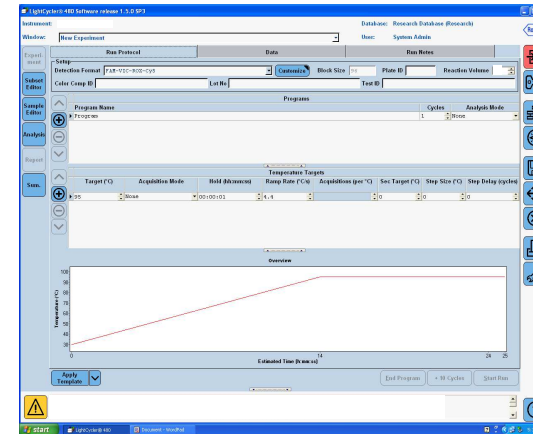 LightCycler® 480 Software release 1.5.0 SP3
Instrument: Database: Research Database (Research)
Window: New Experiment User: System Admin
Experi-
ment
Run Protocol Data Run Notes
Setup
Detection Format FAM-VIC-ROX-Cy5 Customize Block Size 96 Plate ID Reaction Volume
Color Comp ID Lot No Test ID
Subset
Editor
Sample
Editor
Analysis
Report
Sum.
Programs
Program Name Cycles Analysis Mode
Program 1 None
Temperature Targets
Target (°C) Acquisition Mode Hold (hh:mm:ss) Ramp Rate (°C/s) Acquisitions (per °C) Sec Target (°C) Step Size (°C) Step Delay (cycles)
95 None 00:00:01 4.4 0 0 0
Overview
Temperature (°C)
100
90
80
70
60
50
40
30
0 14 24 25
Estimated Time (h:mm:ss)
Apply
Template
End Program + 10 Cycles Start Run
start LightCycler® 480 Document - WordPad